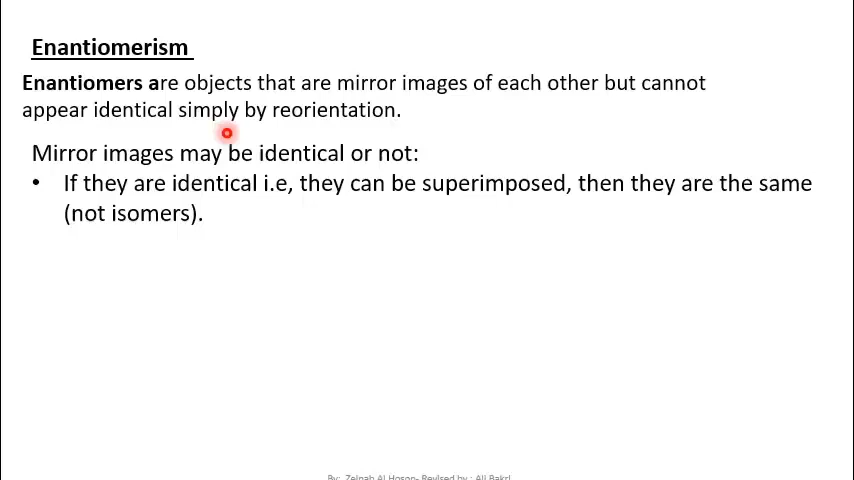 Enantiomerism
Enantiomers are objects that are mirror images of each other but cannot
appear identical simply by reorientation.
Mirror images may be identical or not:
• If they are identical i.e, they can be superimposed, then they are the same
(not isomers).
By: Zeinab Al Hoson- Revised by : Ali Bakri